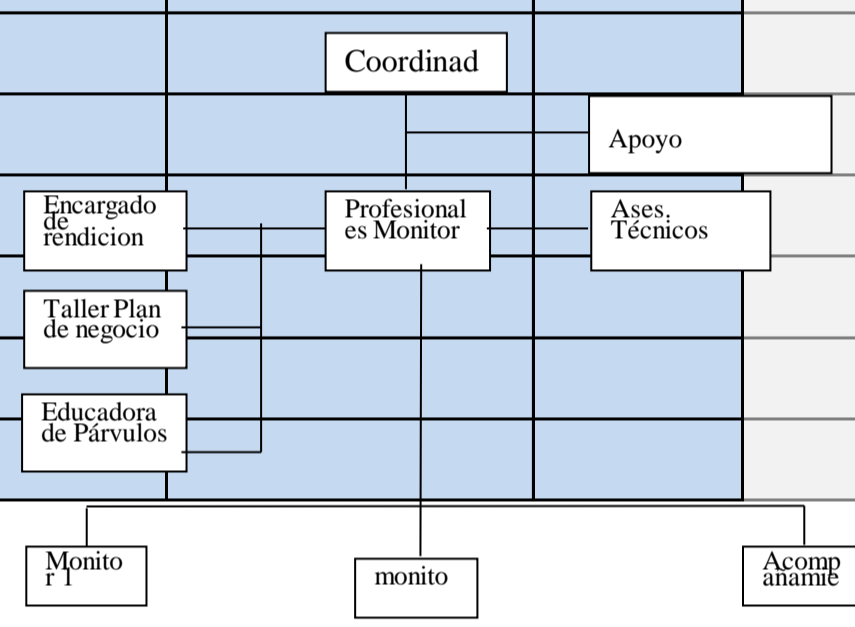 Coordinad
Apoyo
Encargado
de
rendicion
Profesional
es Monitor
Ases.
Técnicos
Taller Plan
de negocio
Educadora
de Párvulos
Monito
r 1
monito
Acomp
añamie